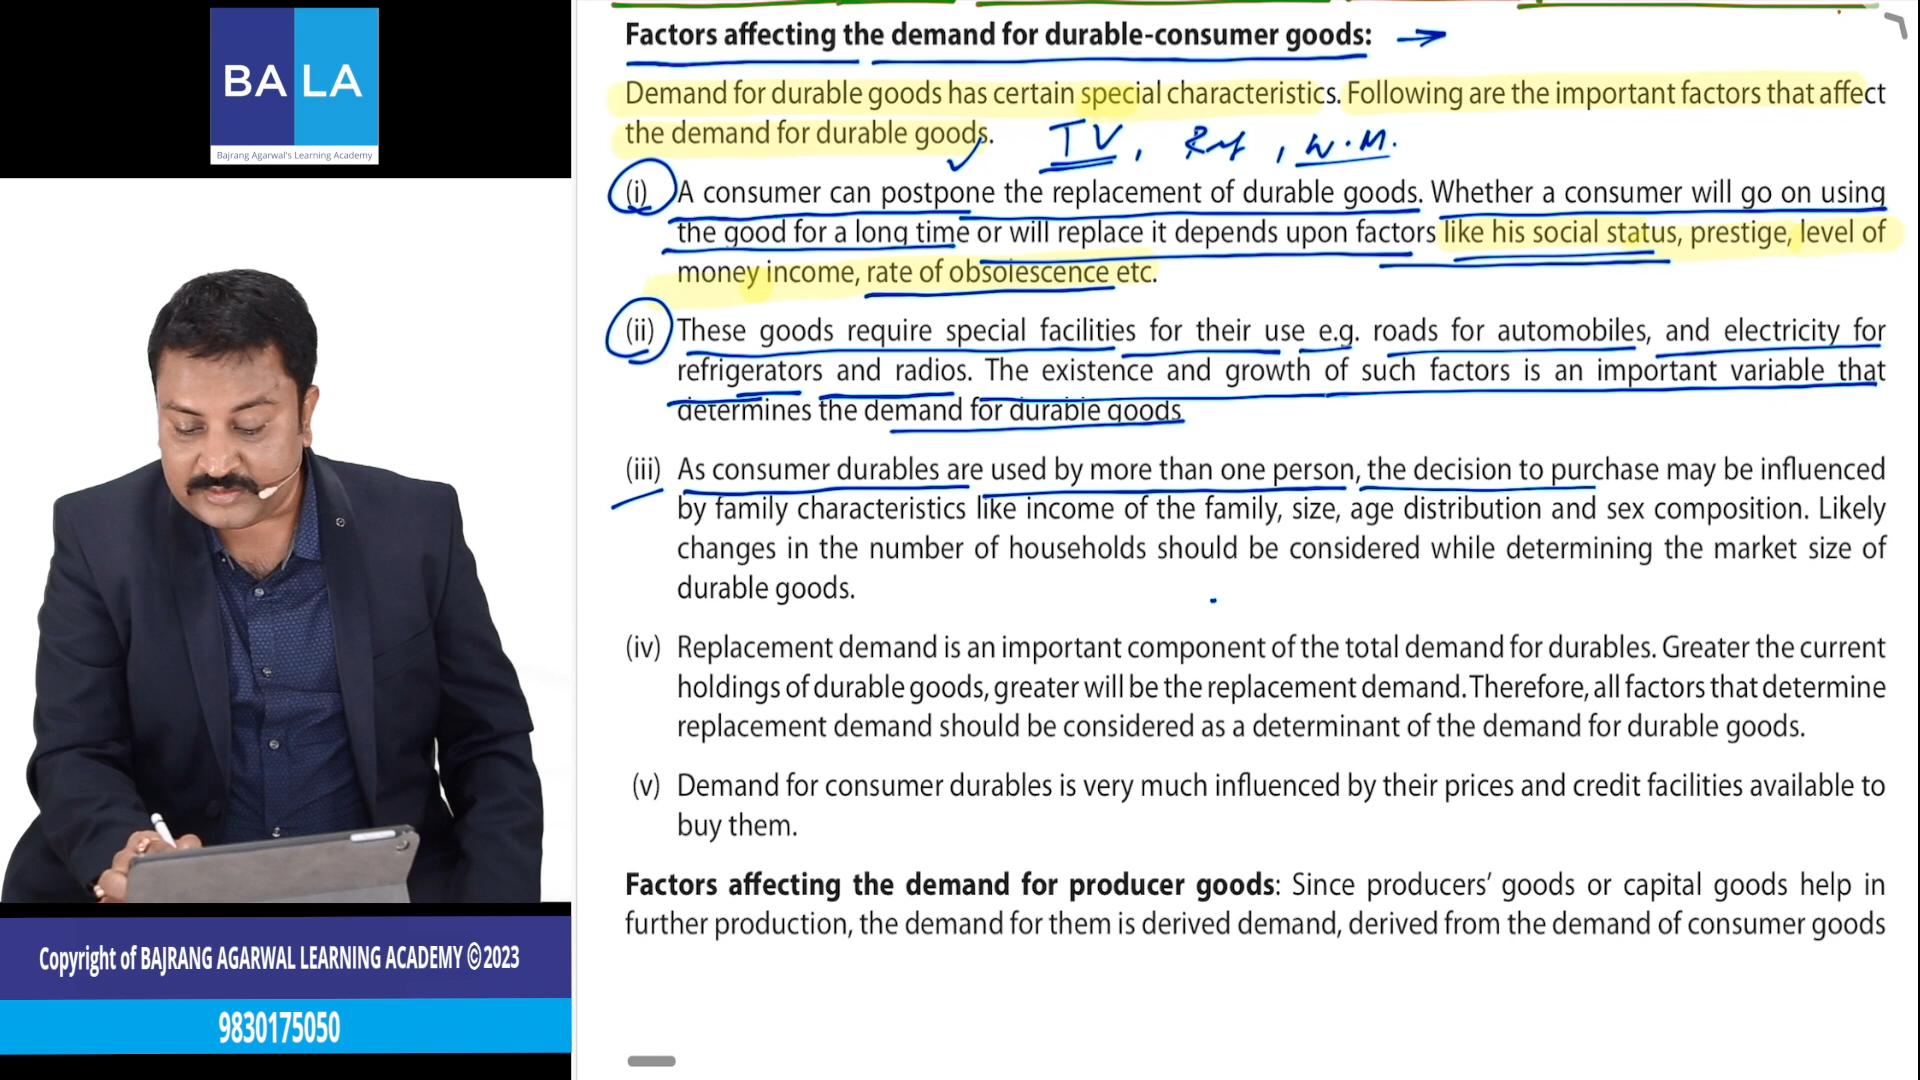 BALA
Bajrang Agarwal's Learning Academy
Factors affecting the demand for durable-consumer goods:
Demand for durable goods has certain special characteristics. Following are the important factors that affect
the demand for durable goods.
TV, Ref, W.M.
(i) A consumer can postpone the replacement of durable goods. Whether a consumer will go on using
the good for a long time or will replace it depends upon factors like his social status, prestige, level of
money income, rate of obsolescence etc.
(ii) These goods require special facilities for their use e.g. roads for automobiles, and electricity for
refrigerators and radios. The existence and growth of such factors is an important variable that
determines the demand for durable goods
(iii) As consumer durables are used by more than one person, the decision to purchase may be influenced
by family characteristics like income of the family, size, age distribution and sex composition. Likely
changes in the number of households should be considered while determining the market size of
durable goods.
(iv) Replacement demand is an important component of the total demand for durables. Greater the current
holdings of durable goods, greater will be the replacement demand. Therefore, all factors that determine
replacement demand should be considered as a determinant of the demand for durable goods.
(v) Demand for consumer durables is very much influenced by their prices and credit facilities available to
buy them.
Factors affecting the demand for producer goods: Since producers' goods or capital goods help in
further production, the demand for them is derived demand, derived from the demand of consumer goods
Copyright of BAJRANG AGARWAL LEARNING ACADEMY ©2023
9830175050